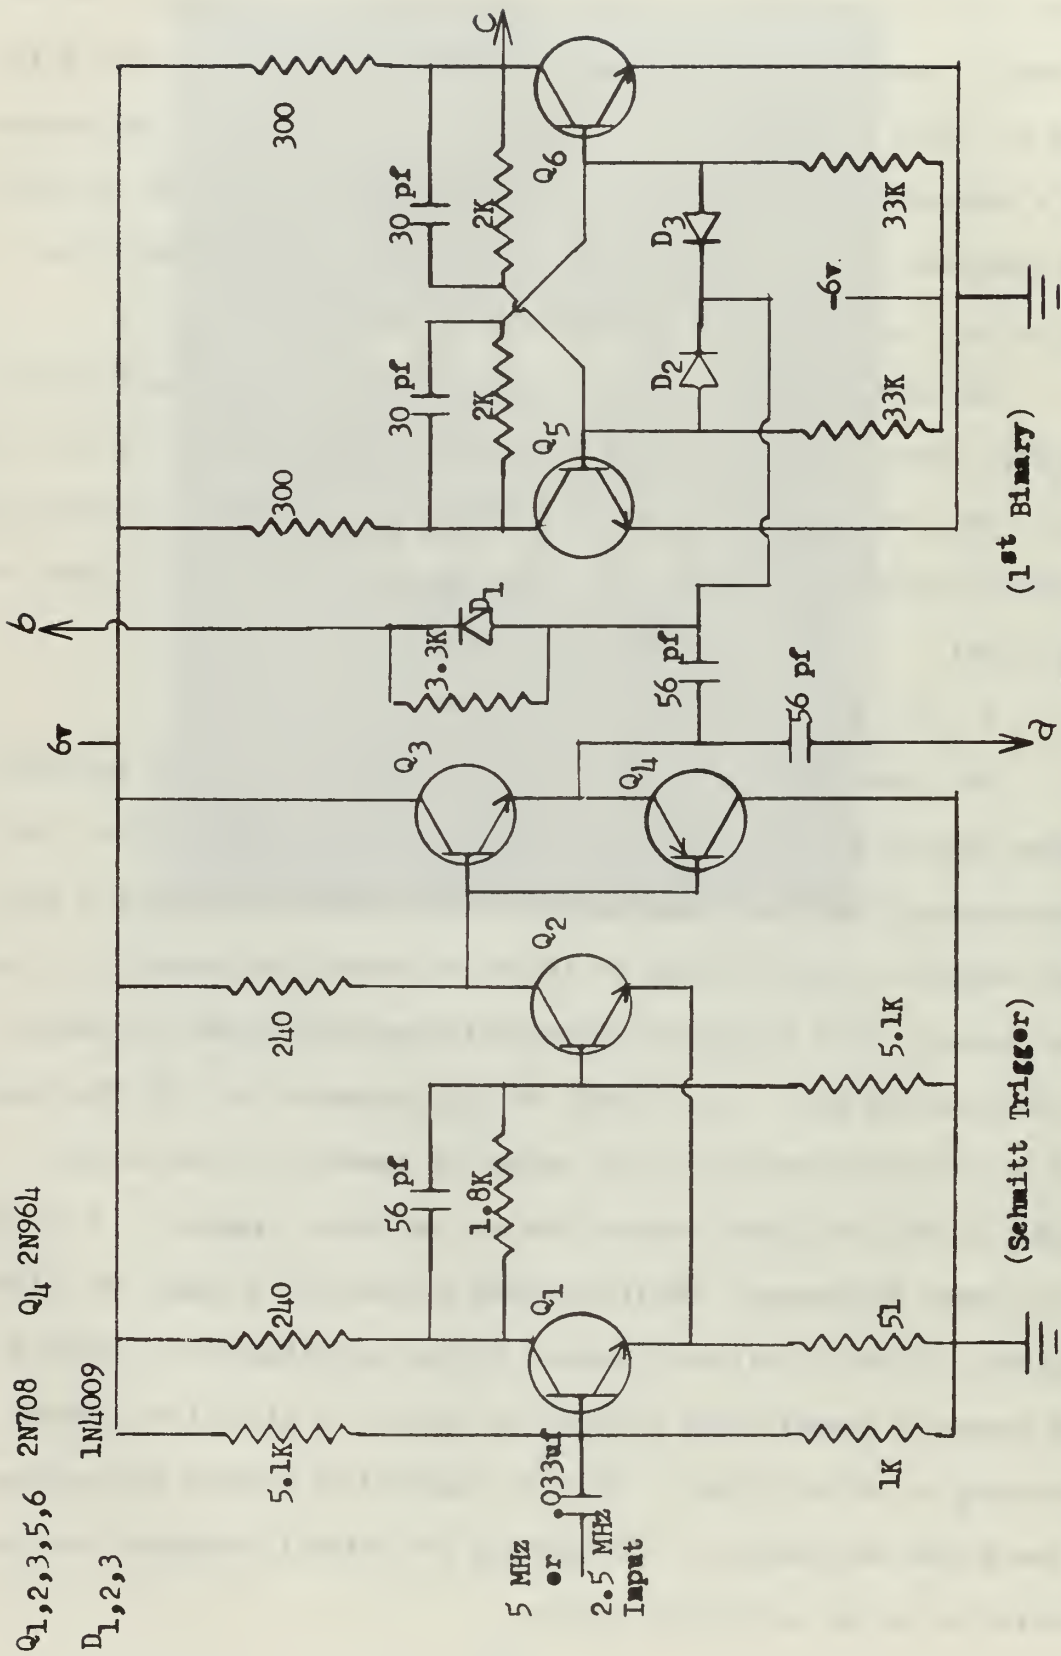 Q1,2,3,5,6 2N708 Q4 2N964
D1,2,3 1N4009
6v
b
5.1K
240
240
300
300
56 pf
1.8K
30 pf
30 pf
2K
2K
3.3K
D1
Q1
Q2
Q3
Q4
Q5
Q6
C
5 MHz
or
2.5 MHz
Input
.033uf
56 pf
56 pf
D2
D3
1K
51
5.1K
33K
33K
-6v
d
(Schmitt Trigger)
(1st Binary)